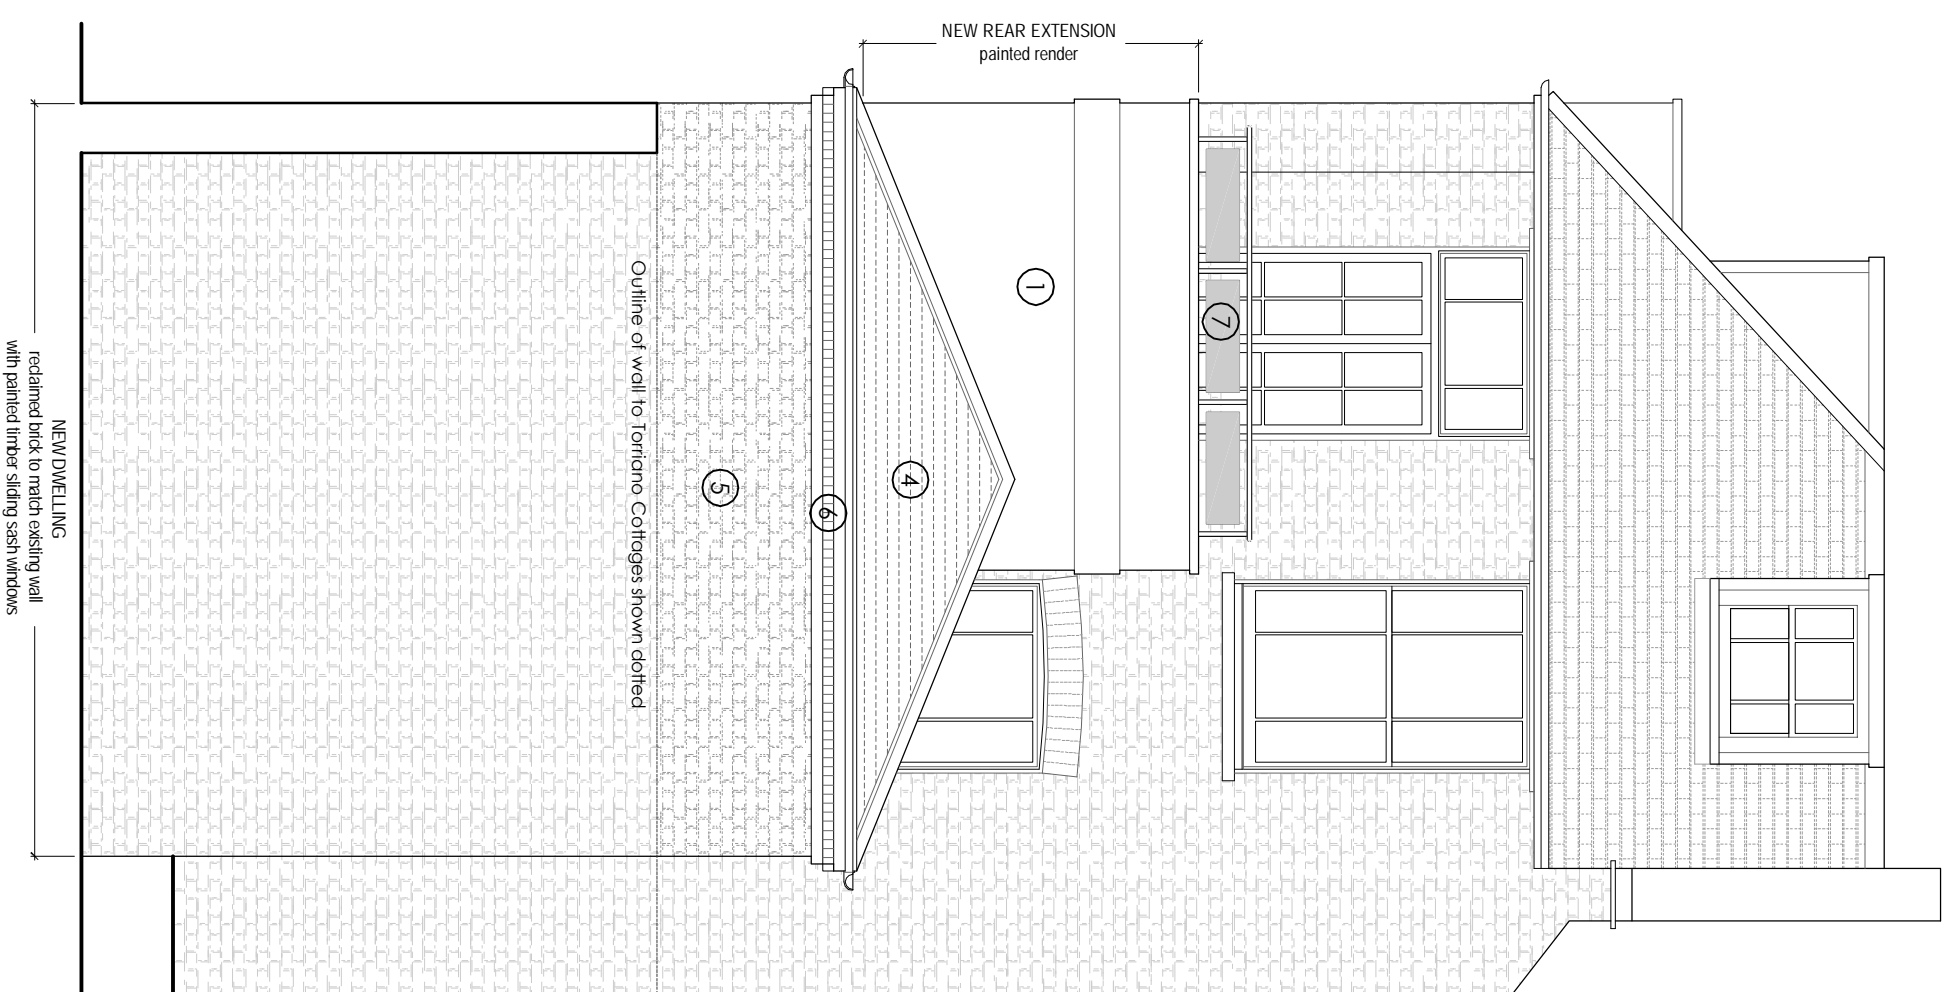 NEW REAR EXTENSION
painted render
1
7
4
5
6
Outline of wall to Torriano Cottages shown dotted
NEW DWELLING
reclaimed brick to match existing wall
with painted timber sliding sash windows